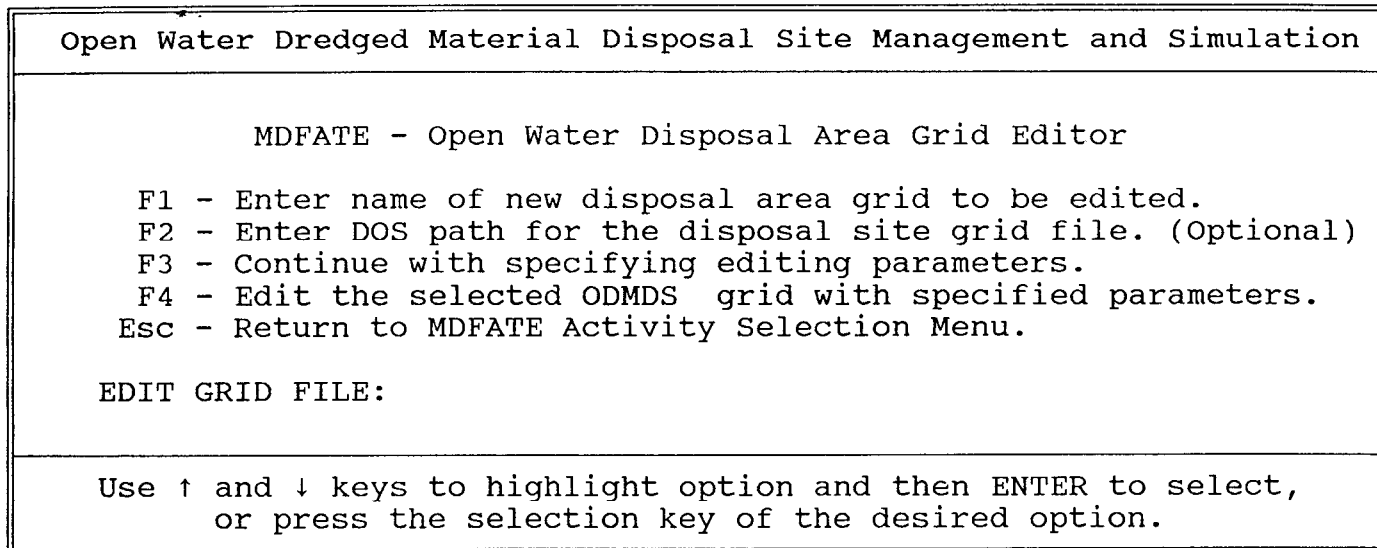 Open Water Dredged Material Disposal Site Management and Simulation
MDFATE - Open Water Disposal Area Grid Editor
F1 - Enter name of new disposal area grid to be edited.
F2 - Enter DOS path for the disposal site grid file. (Optional)
F3 - Continue with specifying editing parameters.
F4 - Edit the selected ODMDS grid with specified parameters.
Esc - Return to MDFATE Activity Selection Menu.
EDIT GRID FILE:
Use ↑ and ↓ keys to highlight option and then ENTER to select,
or press the selection key of the desired option.